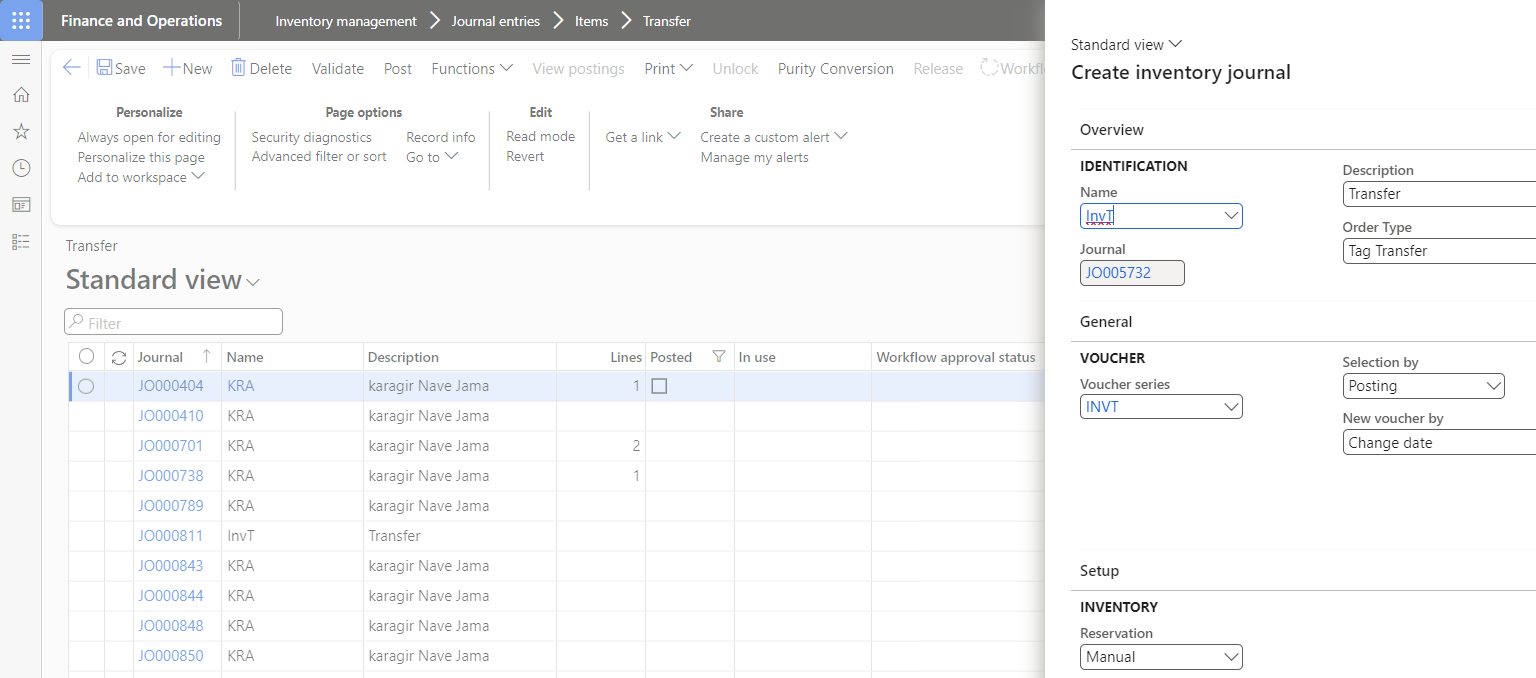 Finance and Operations
Inventory management > Journal entries > Items > Transfer
Save New Delete Validate Post Functions View postings Print Unlock Purity Conversion Release
Personalize
Always open for editing
Personalize this page
Add to workspace
Page options
Security diagnostics Record info
Advanced filter or sort Go to
Edit
Read mode
Revert
Share
Get a link Create a custom alert
Manage my alerts
Transfer
Standard view
Filter
Journal Name Description Lines Posted In use Workflow approval status
JO000404 KRA karagir Nave Jama 1
JO000410 KRA karagir Nave Jama
JO000701 KRA karagir Nave Jama 2
JO000738 KRA karagir Nave Jama 1
JO000789 KRA karagir Nave Jama
JO000811 InvT Transfer
JO000843 KRA karagir Nave Jama
JO000844 KRA karagir Nave Jama
JO000848 KRA karagir Nave Jama
JO000850 KRA karagir Nave Jama
Standard view
Create inventory journal
Overview
IDENTIFICATION
Name
InvT
Journal
JO005732
Description
Transfer
Order Type
Tag Transfer
General
VOUCHER
Voucher series
INVT
Selection by
Posting
New voucher by
Change date
Setup
INVENTORY
Reservation
Manual